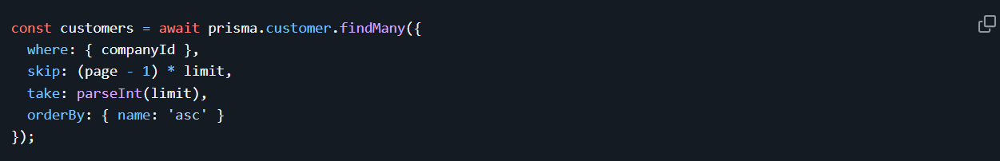 const customers = await prisma.customer.findMany({
  where: { companyId },
  skip: (page - 1) * limit,
  take: parseInt(limit),
  orderBy: { name: 'asc' }
});